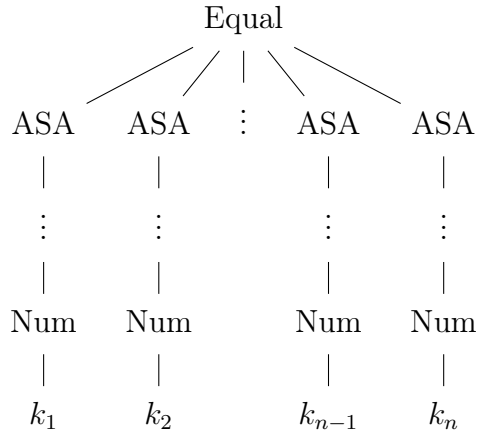 Equal
ASA ASA ⋮ ASA ASA
⋮ ⋮ ⋮ ⋮
Num Num Num Num
k₁ k₂ kₙ₋₁ kₙ